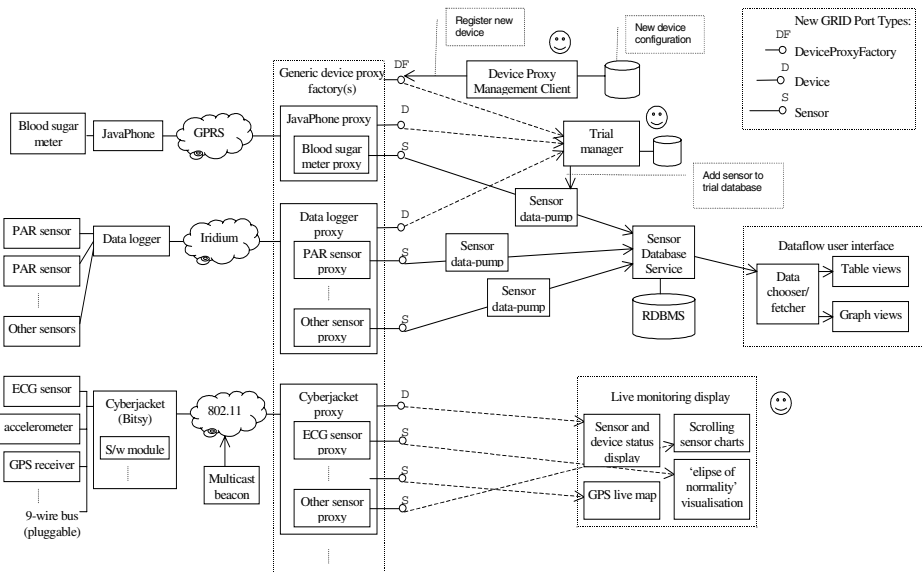 Register new
device
New device
configuration
New GRID Port Types:
DF
DeviceProxyFactory
D
Device
S
Sensor
Generic device proxy
factory(s)
DF
Device Proxy
Management Client
Blood sugar
meter
JavaPhone
GPRS
JavaPhone proxy
Blood sugar
meter proxy
D
S
Trial
manager
Add sensor to
trial database
Sensor
data-pump
PAR sensor
PAR sensor
Other sensors
Data logger
Iridium
Data logger
proxy
PAR sensor
proxy
Other sensor
proxy
D
S
S
Sensor
data-pump
Sensor
data-pump
Sensor
Database
Service
RDBMS
Dataflow user interface
Data
chooser/
fetcher
Table views
Graph views
ECG sensor
accelerometer
GPS receiver
9-wire bus
(pluggable)
Cyberjacket
(Bitsy)
S/w module
802.11
Multicast
beacon
Cyberjacket
proxy
ECG sensor
proxy
Other sensor
proxy
D
S
S
S
Live monitoring display
Sensor and
device status
display
Scrolling
sensor charts
GPS live map
‘elipse of
normality’
visualisation